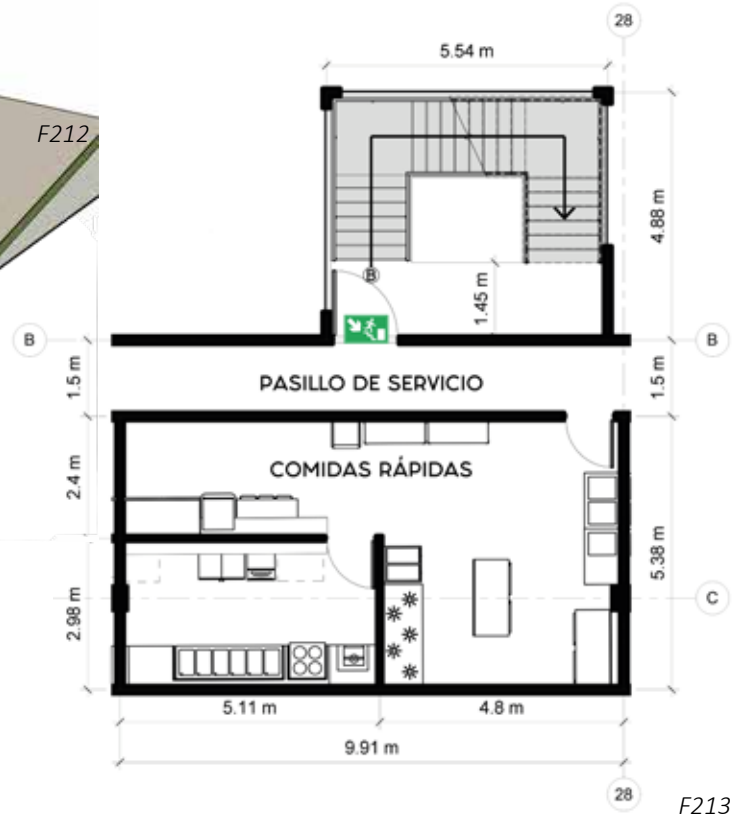 28
5.54 m
F212
4.88 m
1.45 m
B
B
B
1.5 m
PASILLO DE SERVICIO
1.5 m
COMIDAS RÁPIDAS
2.4 m
5.38 m
2.98 m
C
5.11 m
4.8 m
9.91 m
28
F213